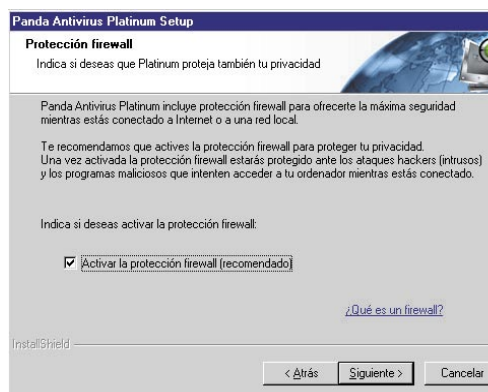 Panda Antivirus Platinum Setup
Protección firewall
Indica si deseas que Platinum proteja también tu privacidad
Panda Antivirus Platinum incluye protección firewall para ofrecerte la máxima seguridad
mientras estás conectado a Internet o a una red local.
Te recomendamos que actives la protección firewall para proteger tu privacidad.
Una vez activada la protección firewall estarás protegido ante los ataques hackers (intrusos)
y los programas maliciosos que intenten acceder a tu ordenador mientras estás conectado.
Indica si deseas activar la protección firewall:
Activar la protección firewall (recomendado)
¿Qué es un firewall?
InstallShield
< Atrás
Siguiente >
Cancelar